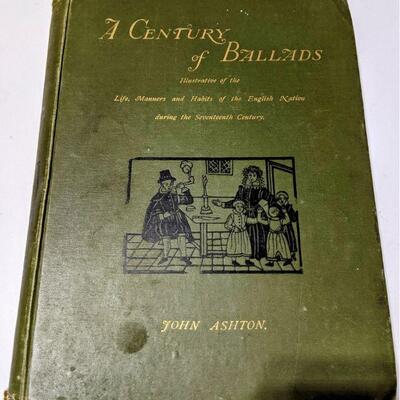 A CENTURY
of BALLADS
Illustrative of the
Life, Manners and Habits of the English Nation
during the Seventeenth Century.
JOHN ASHTON.